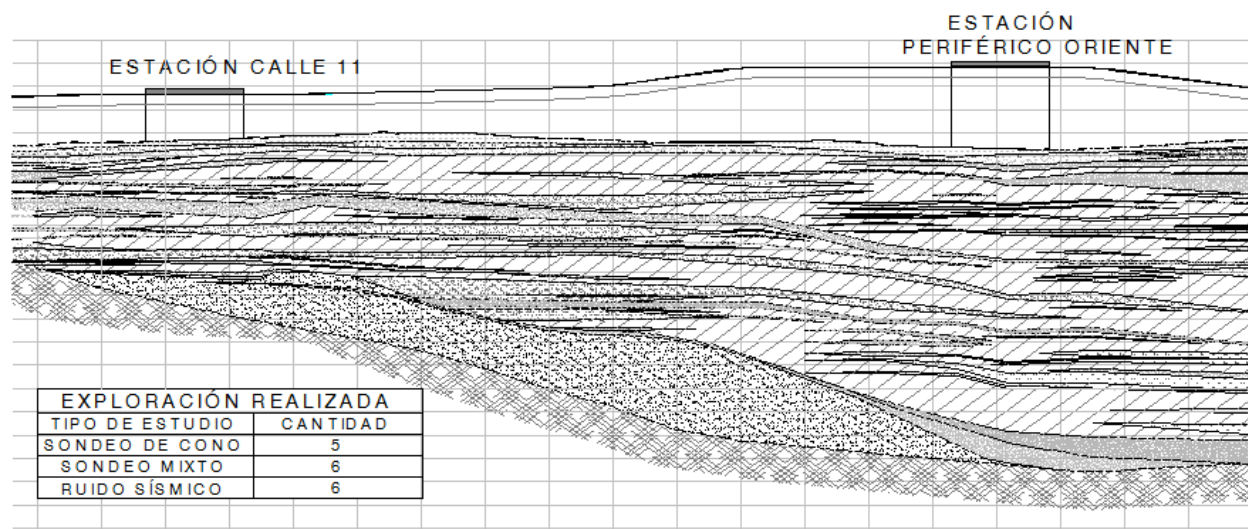 ESTACIÓN
PERIFÉRICO ORIENTE
ESTACIÓN CALLE 11
EXPLORACIÓN REALIZADA
TIPO DE ESTUDIO CANTIDAD
SONDEO DE CONO 5
SONDEO MIXTO 6
RUIDO SÍSMICO 6